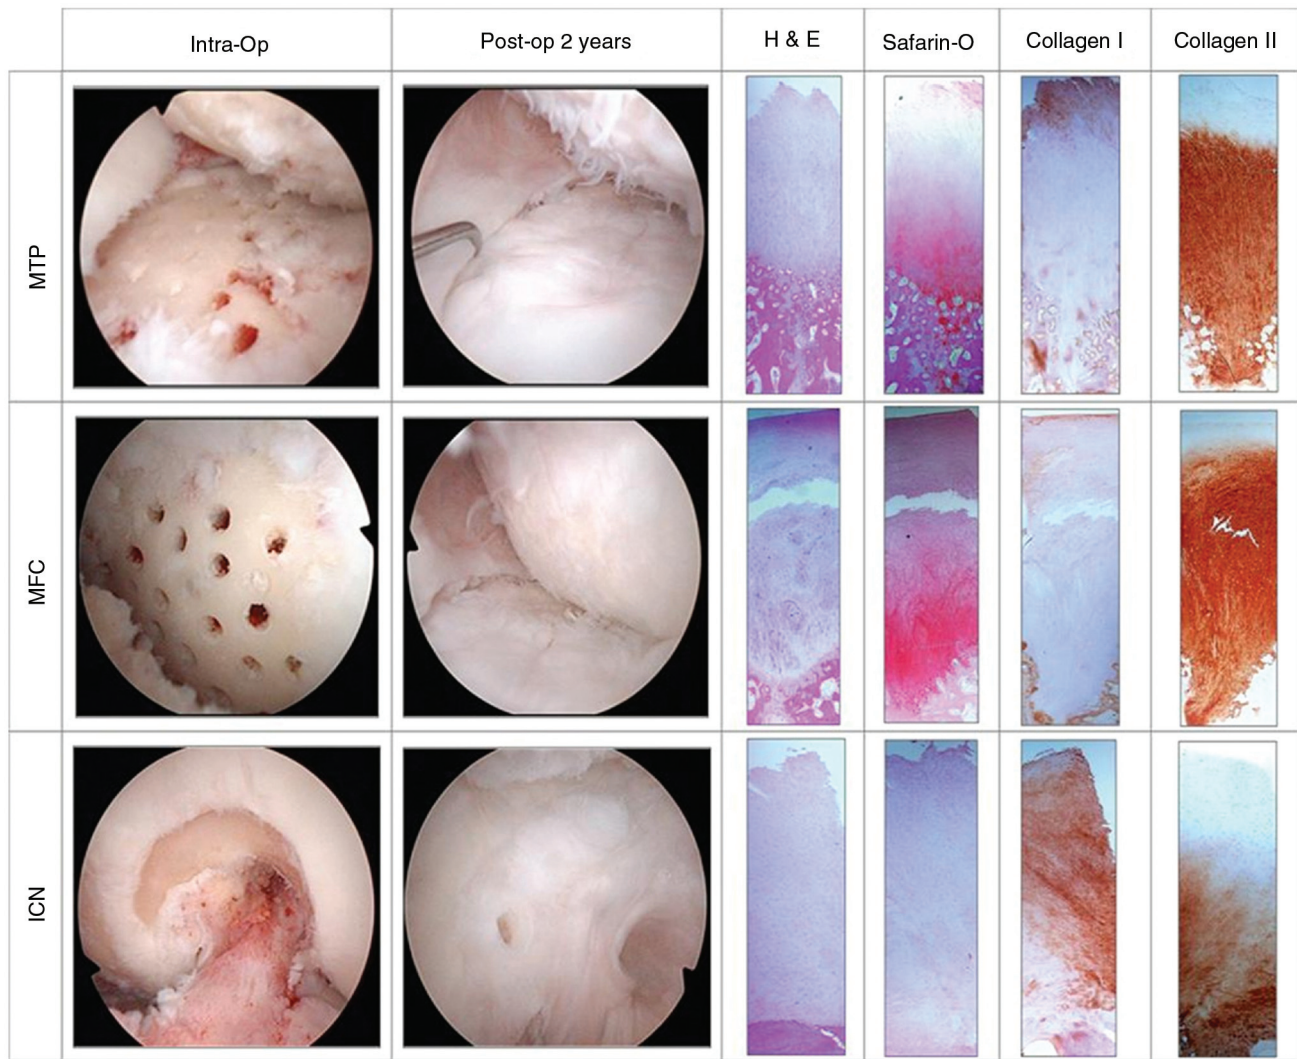 Intra-Op
Post-op 2 years
H & E
Safarin-O
Collagen I
Collagen II
MTP
MFC
ICN